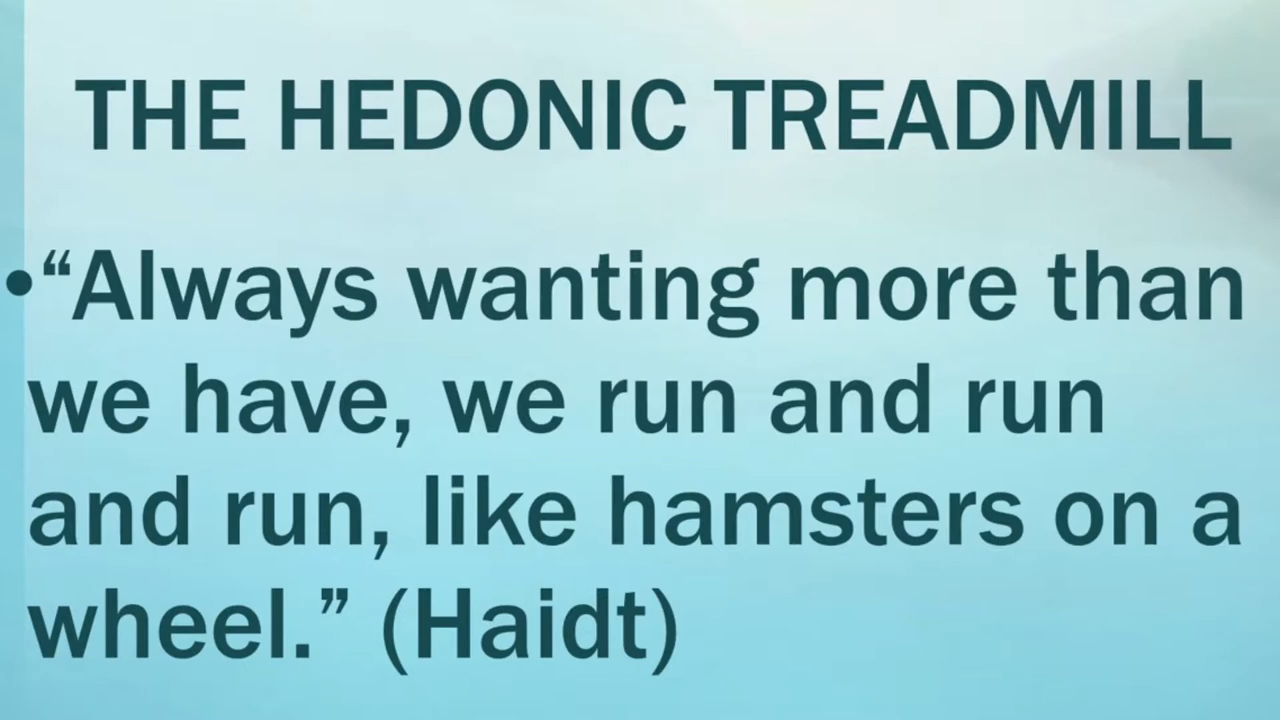 THE HEDONIC TREADMILL
•“Always wanting more than
we have, we run and run
and run, like hamsters on a
wheel.” (Haidt)